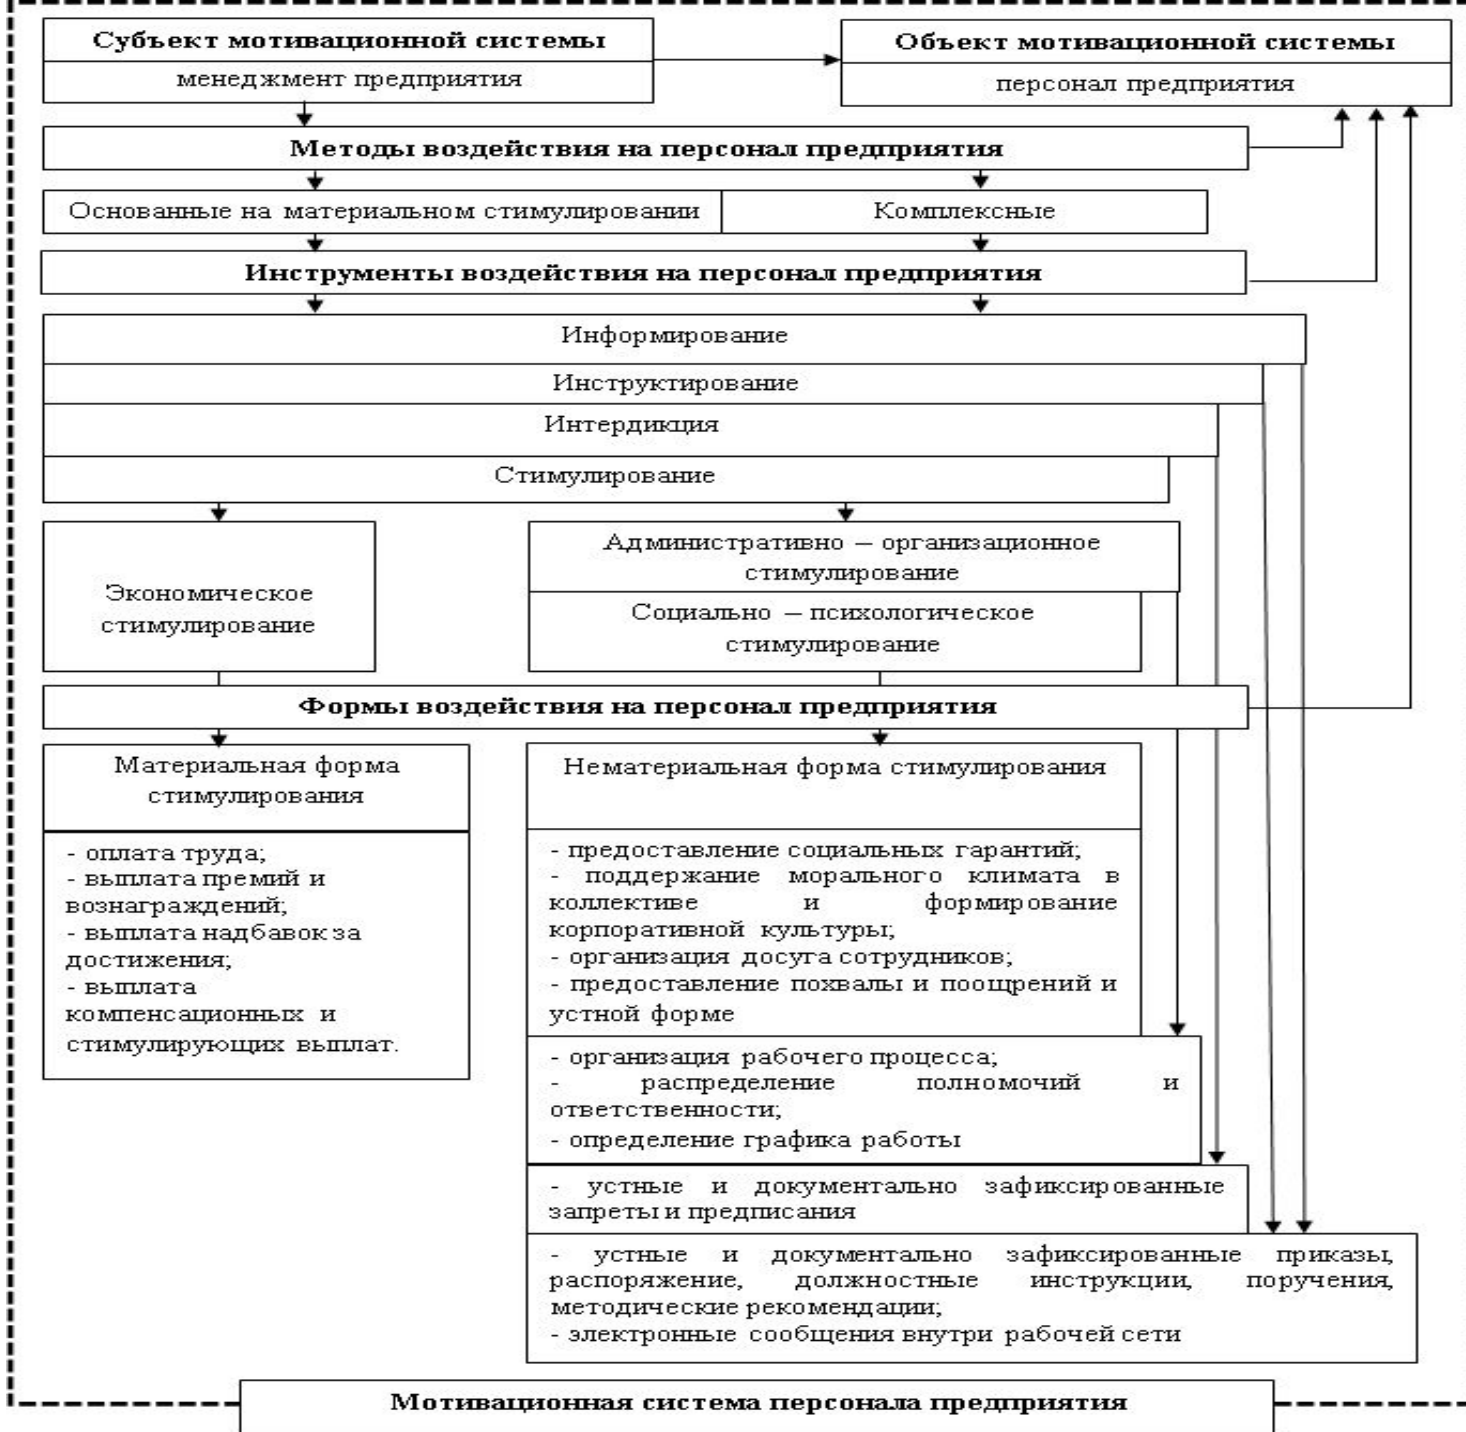 Субъект мотивационной системы
менеджмент предприятия
Объект мотивационной системы
персонал предприятия
Методы воздействия на персонал предприятия
Основанные на материальном стимулировании
Комплексные
Инструменты воздействия на персонал предприятия
Информирование
Инструктирование
Интердикция
Стимулирование
Экономическое
стимулирование
Административно – организационное
стимулирование
Социально – психологическое
стимулирование
Формы воздействия на персонал предприятия
Материальная форма
стимулирования
- оплата труда;
- выплата премий и
вознаграждений;
- выплата надбавок за
достижения;
- выплата
компенсационных и
стимулирующих выплат.
Нематериальная форма стимулирования
- предоставление социальных гарантий;
- поддержание морального климата в
коллективе и формирование
корпоративной культуры;
- организация досуга сотрудников;
- предоставление похвалы и поощрений и
устной форме
- организация рабочего процесса;
- распределение полномочий и
ответственности;
- определение графика работы
- устные и документально зафиксированные
запреты и предписания
- устные и документально зафиксированные приказы,
распоряжение, должностные инструкции, поручения,
методические рекомендации;
- электронные сообщения внутри рабочей сети
Мотивационная система персонала предприятия